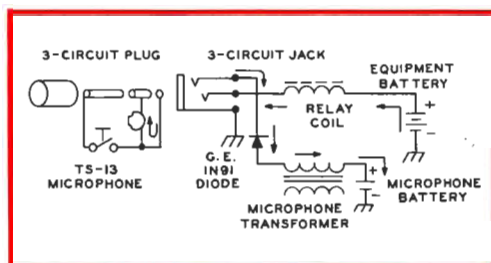 3-CIRCUIT PLUG
3-CIRCUIT JACK
EQUIPMENT
BATTERY
+
-
RELAY
COIL
TS-13
MICROPHONE
G.E.
IN91
DIODE
+
-
MICROPHONE
BATTERY
MICROPHONE
TRANSFORMER